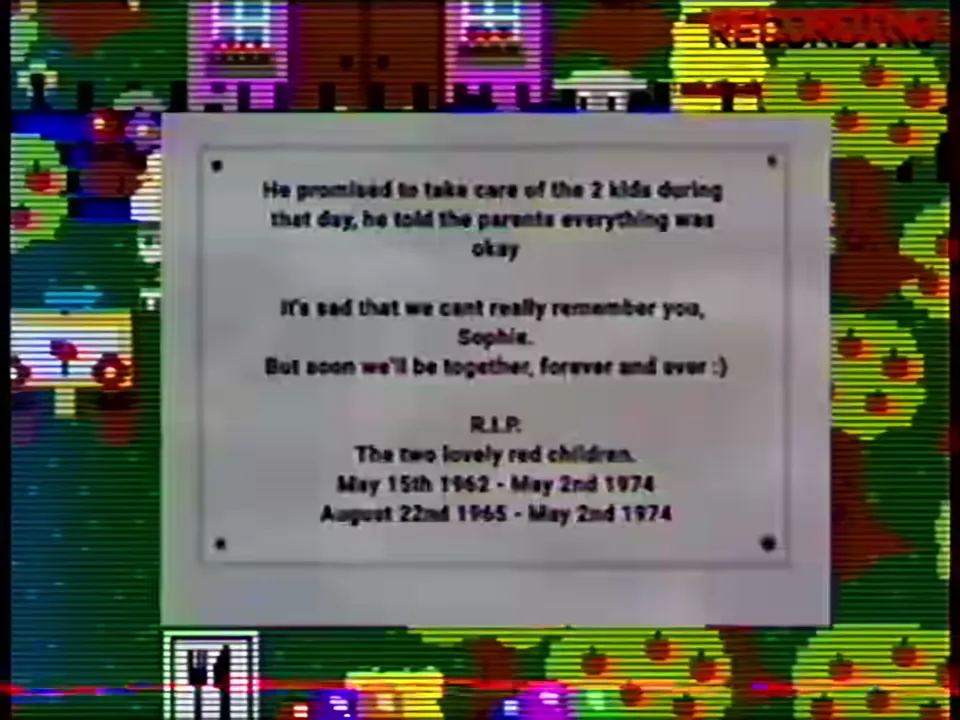 RECORDING
He promised to take care of the 2 kids during
that day, he told the parents everything was
okay
It's sad that we cant really remember you,
Sophie.
But soon we'll be together, forever and ever :)
R.I.P.
The two lovely red children.
May 15th 1962 - May 2nd 1974
August 22nd 1965 - May 2nd 1974